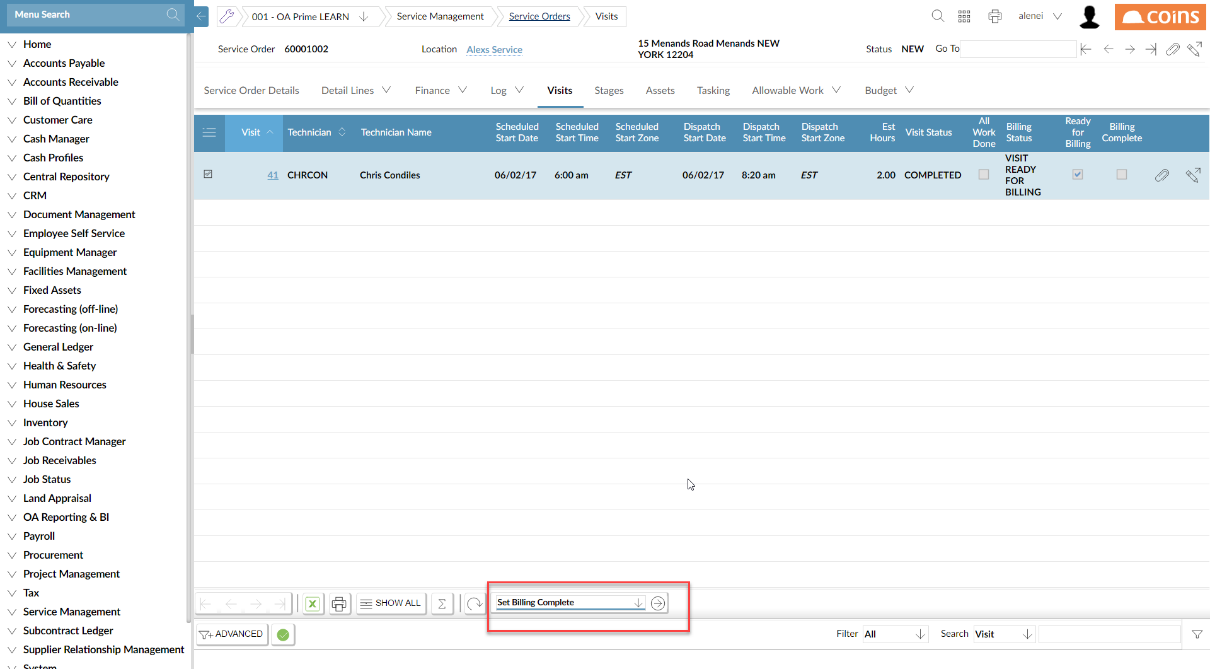 Menu Search
001 - OA Prime LEARN
Service Management
Service Orders
Visits
alenei
coins
Service Order 60001002
Location Alexs Service
15 Menands Road Menands NEW
YORK 12204
Status NEW
Go To
Service Order Details
Detail Lines
Finance
Log
Visits
Stages
Assets
Tasking
Allowable Work
Budget
Visit
Technician
Technician Name
Scheduled
Start Date
Scheduled
Start Time
Scheduled
Start Zone
Dispatch
Start Date
Dispatch
Start Time
Dispatch
Start Zone
Est
Hours
Visit Status
All
Work
Done
Billing
Status
Ready
for
Billing
Billing
Complete
41
CHRCON
Chris Condiles
06/02/17
6:00 am
EST
06/02/17
8:20 am
EST
2.00
COMPLETED
VISIT
READY
FOR
BILLING
Home
Accounts Payable
Accounts Receivable
Bill of Quantities
Customer Care
Cash Manager
Cash Profiles
Central Repository
CRM
Document Management
Employee Self Service
Equipment Manager
Facilities Management
Fixed Assets
Forecasting (off-line)
Forecasting (on-line)
General Ledger
Health & Safety
Human Resources
House Sales
Inventory
Job Contract Manager
Job Receivables
Job Status
Land Appraisal
OA Reporting & BI
Payroll
Procurement
Project Management
Tax
Service Management
Subcontract Ledger
Supplier Relationship Management
System
SHOW ALL
Σ
Set Billing Complete
ADVANCED
Filter All
Search Visit